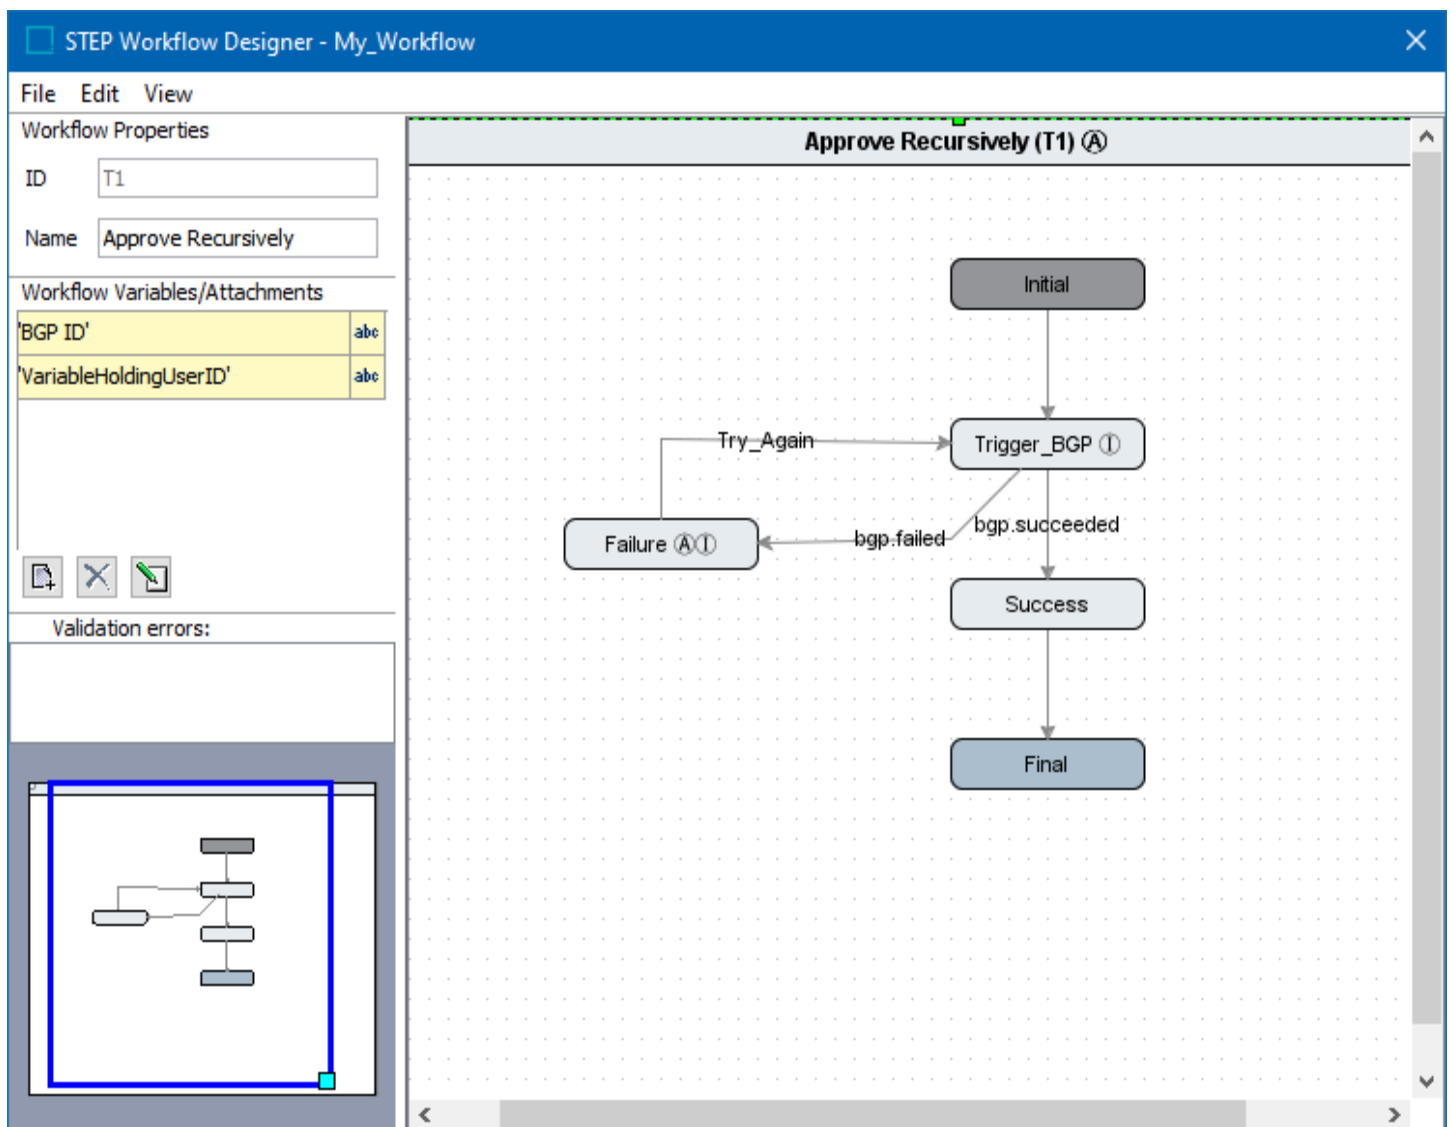 STEP Workflow Designer - My_Workflow
File Edit View
Workflow Properties
ID T1
Name Approve Recursively
Workflow Variables/Attachments
'BGP ID' abc
'VariableHoldingUserID' abc
Validation errors:
Approve Recursively (T1) Ⓐ
Initial
Try_Again
Trigger_BGP Ⓘ
bgp.succeeded
bgp.failed
Failure ⒶⒾ
Success
Final